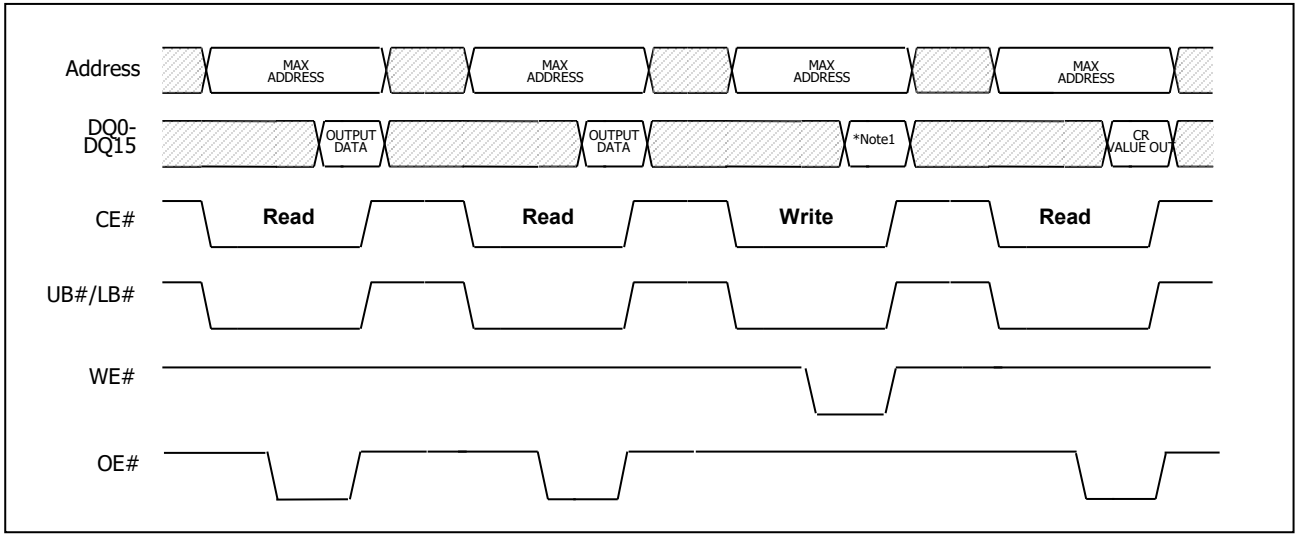 Address
MAX
ADDRESS
MAX
ADDRESS
MAX
ADDRESS
MAX
ADDRESS
DQ0-
DQ15
OUTPUT
DATA
OUTPUT
DATA
*Note1
CR
VALUE OUT
CE#
Read
Read
Write
Read
UB#/LB#
WE#
OE#